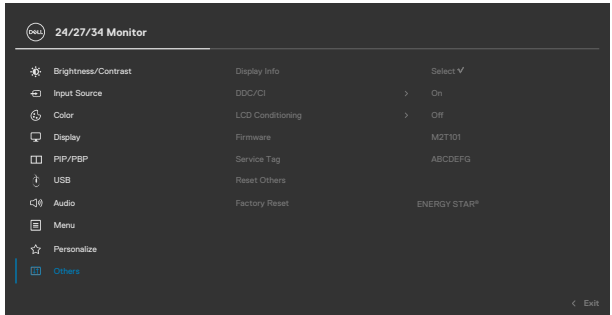 DELL 24/27/34 Monitor
Brightness/Contrast Display Info Select
Input Source DDC/CI > On
Color LCD Conditioning > Off
Display Firmware M2T101
PIP/PBP Service Tag ABCDEFG
USB Reset Others
Audio Factory Reset ENERGY STAR®
Menu
Personalize
Others
< Exit